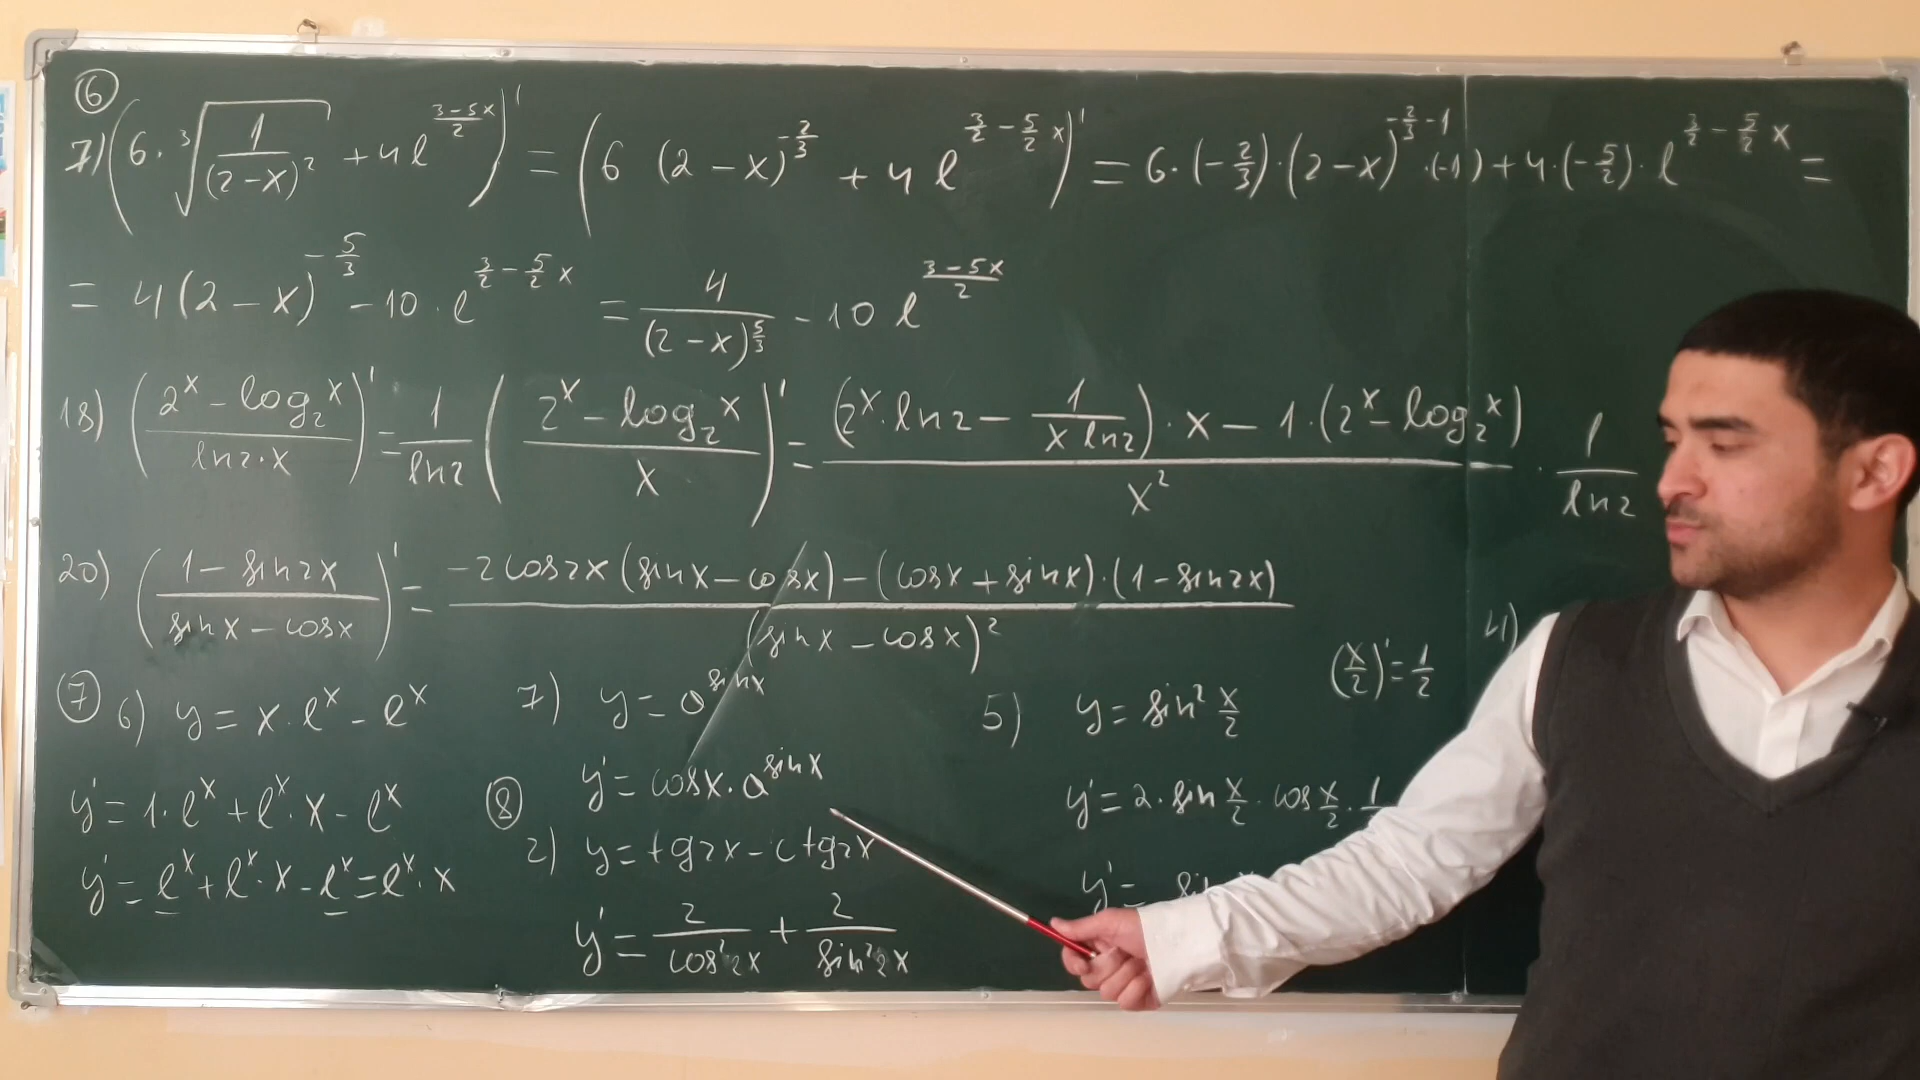 ⑥
7) (6·∛(1/(2-x)²) + 4e^((3-5x)/2))' = (6 (2-x)^(-2/3) + 4e^(3/2 - 5/2 x))' = 6·(-2/3)·(2-x)^(-2/3 - 1)·(-1) + 4·(-5/2)·e^(3/2 - 5/2 x) =
= 4(2-x)^(-5/3) - 10·e^(3/2 - 5/2 x) = 4/(2-x)^(5/3) - 10e^((3-5x)/2)
18) ((2^x - log₂x)/(ln2·x))' = 1/ln2 ((2^x - log₂x)/x)' = ((2^x·ln2 - 1/(x ln2))·x - 1·(2^x - log₂x))/x² · 1/ln2
20) ((1 - sin2x)/(sinx - cosx))' = (-2cos2x(sinx - cosx) - (cosx + sinx)·(1 - sin2x))/(sinx - cosx)²
⑦ 6) y = x·e^x - e^x
y' = 1·e^x + e^x·x - e^x
y' = e^x + e^x·x - e^x = e^x·x
7) y = a^sinx
y' = cosx·a^sinx
⑧
2) y = tg2x - ctg2x
y' = 2/cos²2x + 2/sin²2x
5) y = sin² x/2
(x/2)' = 1/2
y' = 2·sin x/2·cos x/2·1
y' = sin
4)